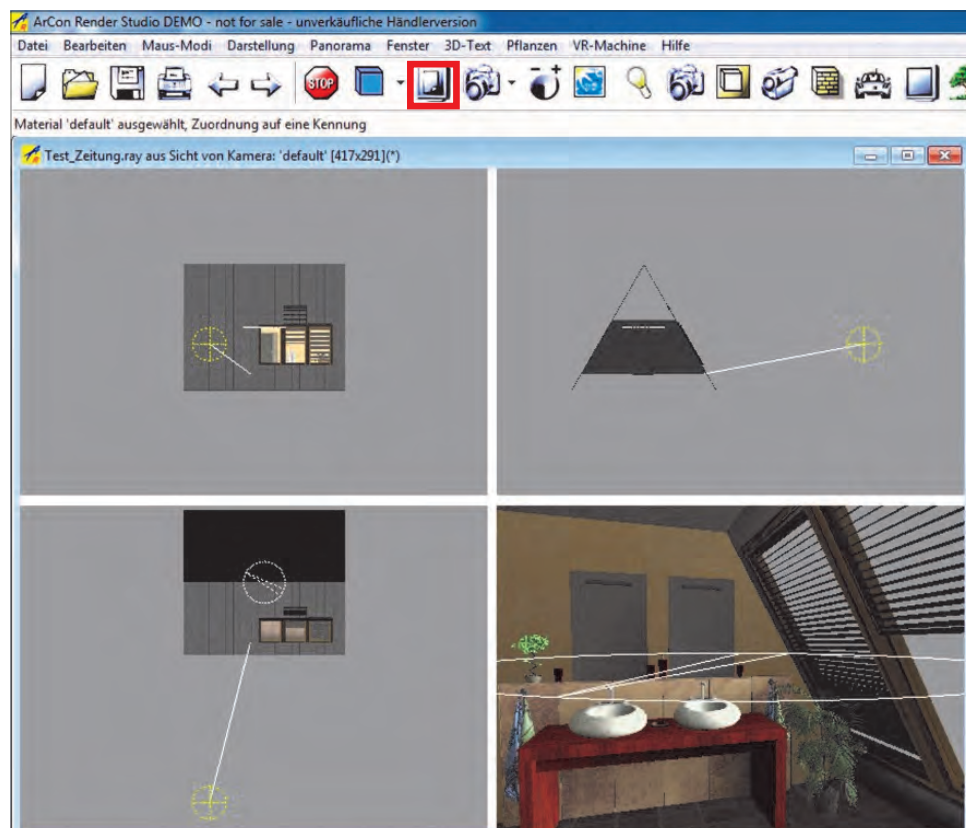 ArCon Render Studio DEMO - not for sale - unverkäufliche Händlerversion
Datei Bearbeiten Maus-Modi Darstellung Panorama Fenster 3D-Text Pflanzen VR-Machine Hilfe
STOP
Material 'default' ausgewählt, Zuordnung auf eine Kennung
Test_Zeitung.ray aus Sicht von Kamera: 'default' [417x291](*)